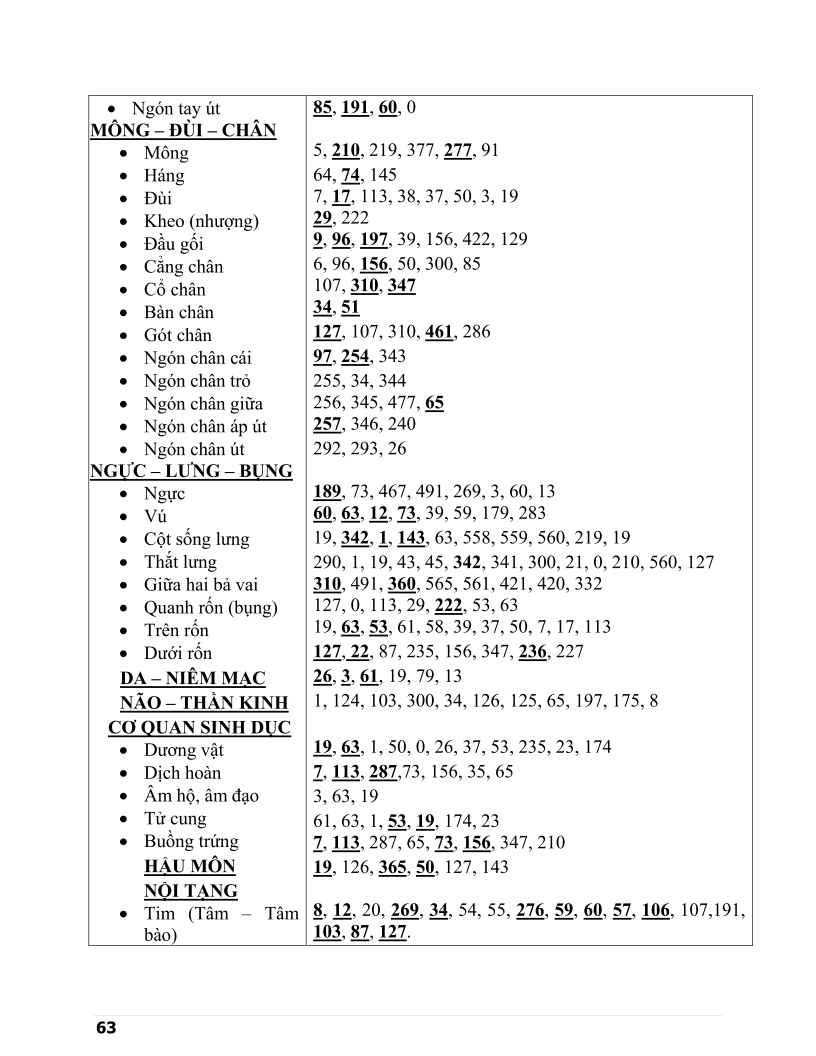 • Ngón tay út 85, 191, 60, 0
MÔNG – ĐÙI – CHÂN
• Mông 5, 210, 219, 377, 277, 91
• Háng 64, 74, 145
• Đùi 7, 17, 113, 38, 37, 50, 3, 19
• Kheo (nhượng) 29, 222
• Đầu gối 9, 96, 197, 39, 156, 422, 129
• Cẳng chân 6, 96, 156, 50, 300, 85
• Cổ chân 107, 310, 347
• Bàn chân 34, 51
• Gót chân 127, 107, 310, 461, 286
• Ngón chân cái 97, 254, 343
• Ngón chân trỏ 255, 34, 344
• Ngón chân giữa 256, 345, 477, 65
• Ngón chân áp út 257, 346, 240
• Ngón chân út 292, 293, 26
NGỰC – LƯNG – BỤNG
• Ngực 189, 73, 467, 491, 269, 3, 60, 13
• Vú 60, 63, 12, 73, 39, 59, 179, 283
• Cột sống lưng 19, 342, 1, 143, 63, 558, 559, 560, 219, 19
• Thắt lưng 290, 1, 19, 43, 45, 342, 341, 300, 21, 0, 210, 560, 127
• Giữa hai bả vai 310, 491, 360, 565, 561, 421, 420, 332
• Quanh rốn (bụng) 127, 0, 113, 29, 222, 53, 63
• Trên rốn 19, 63, 53, 61, 58, 39, 37, 50, 7, 17, 113
• Dưới rốn 127, 22, 87, 235, 156, 347, 236, 227
DA – NIÊM MẠC 26, 3, 61, 19, 79, 13
NÃO – THẦN KINH 1, 124, 103, 300, 34, 126, 125, 65, 197, 175, 8
CƠ QUAN SINH DỤC
• Dương vật 19, 63, 1, 50, 0, 26, 37, 53, 235, 23, 174
• Dịch hoàn 7, 113, 287,73, 156, 35, 65
• Âm hộ, âm đạo 3, 63, 19
• Tử cung 61, 63, 1, 53, 19, 174, 23
• Buồng trứng 7, 113, 287, 65, 73, 156, 347, 210
HẬU MÔN 19, 126, 365, 50, 127, 143
NỘI TẠNG
• Tim (Tâm – Tâm 8, 12, 20, 269, 34, 54, 55, 276, 59, 60, 57, 106, 107,191,
bào) 103, 87, 127.
63